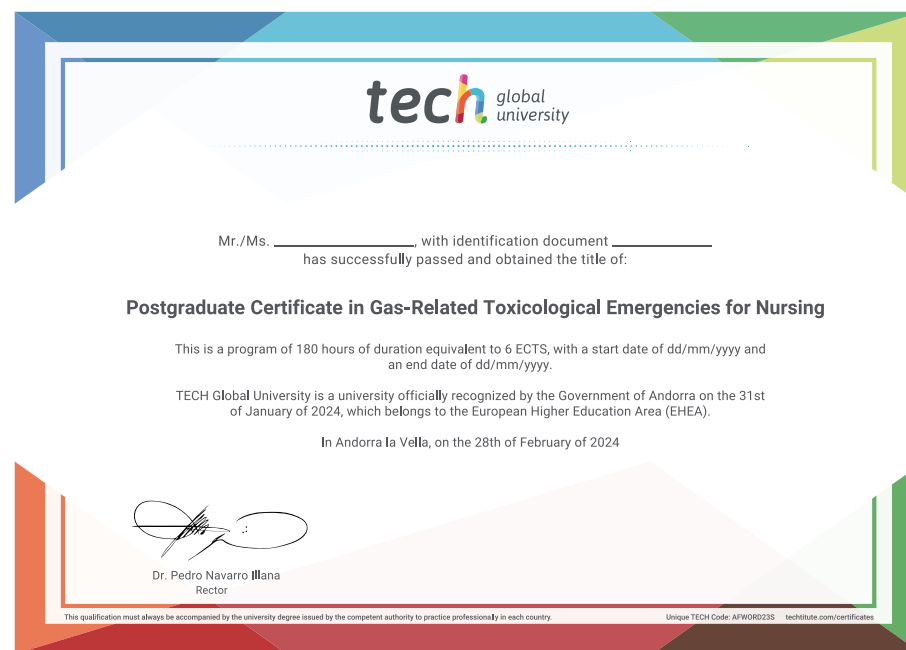 tech global
university
Mr./Ms. ____________________, with identification document ______________
has successfully passed and obtained the title of:
Postgraduate Certificate in Gas-Related Toxicological Emergencies for Nursing
This is a program of 180 hours of duration equivalent to 6 ECTS, with a start date of dd/mm/yyyy and
an end date of dd/mm/yyyy.
TECH Global University is a university officially recognized by the Government of Andorra on the 31st
of January of 2024, which belongs to the European Higher Education Area (EHEA).
In Andorra la Vella, on the 28th of February of 2024
Dr. Pedro Navarro Illana
Rector
This qualification must always be accompanied by the university degree issued by the competent authority to practice professionally in each country.
Unique TECH Code: AFWORD23S techtitute.com/certificates